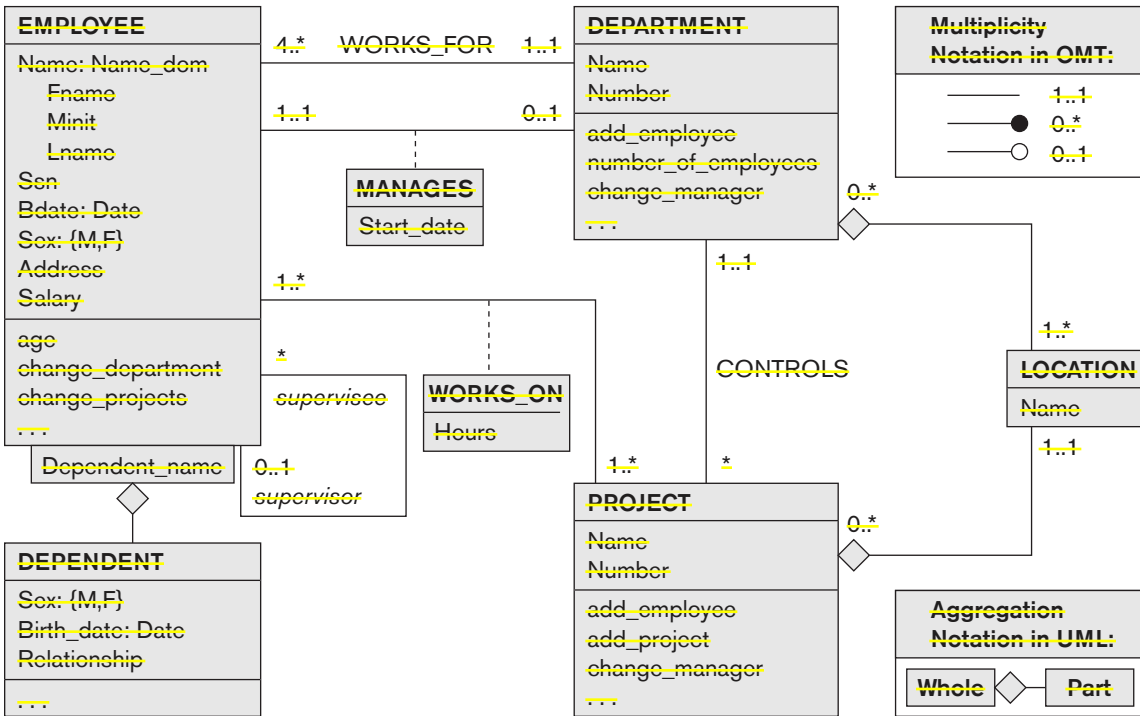 EMPLOYEE
Name: Name_dom
Fname
Minit
Lname
Ssn
Bdate: Date
Sex: {M,F}
Address
Salary
age
change_department
change_projects
. . .
Dependent_name
DEPENDENT
Sex: {M,F}
Birth_date: Date
Relationship
. . .
4..*
WORKS_FOR
1..1
1..1
0..1
MANAGES
Start_date
1..*
*
supervisee
0..1
supervisor
WORKS_ON
Hours
1..*
DEPARTMENT
Name
Number
add_employee
number_of_employees
change_manager
. . .
0..*
1..1
CONTROLS
*
PROJECT
Name
Number
add_employee
add_project
change_manager
. . .
0..*
Multiplicity
Notation in OMT:
1..1
0..*
0..1
1..*
LOCATION
Name
1..1
Aggregation
Notation in UML:
Whole
Part